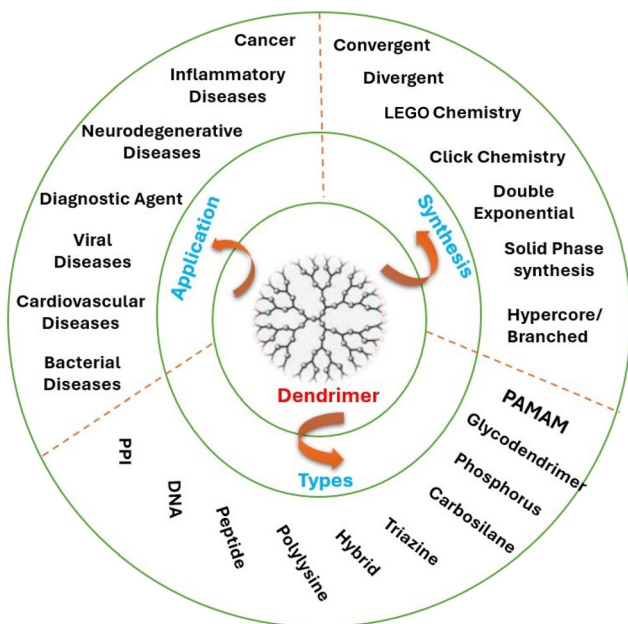 Cancer
Inflammatory
Diseases
Neurodegenerative
Diseases
Diagnostic Agent
Viral
Diseases
Cardiovascular
Diseases
Bacterial
Diseases
Application
Convergent
Divergent
LEGO Chemistry
Click Chemistry
Double
Exponential
Solid Phase
synthesis
Hypercore/
Branched
Synthesis
Dendrimer
Types
PAMAM
Glycodendrimer
Phosphorus
Carbosilane
Triazine
Hybrid
Polylysine
Peptide
DNA
PPI